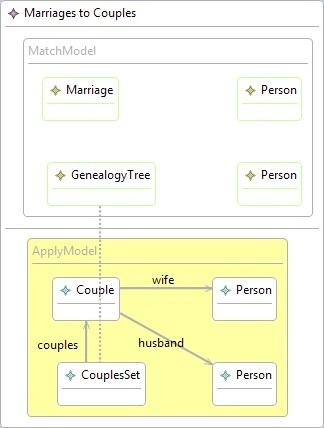 Marriages to Couples
MatchModel
Marriage
Person
GenealogyTree
Person
ApplyModel
Couple
wife
Person
couples
husband
CouplesSet
Person